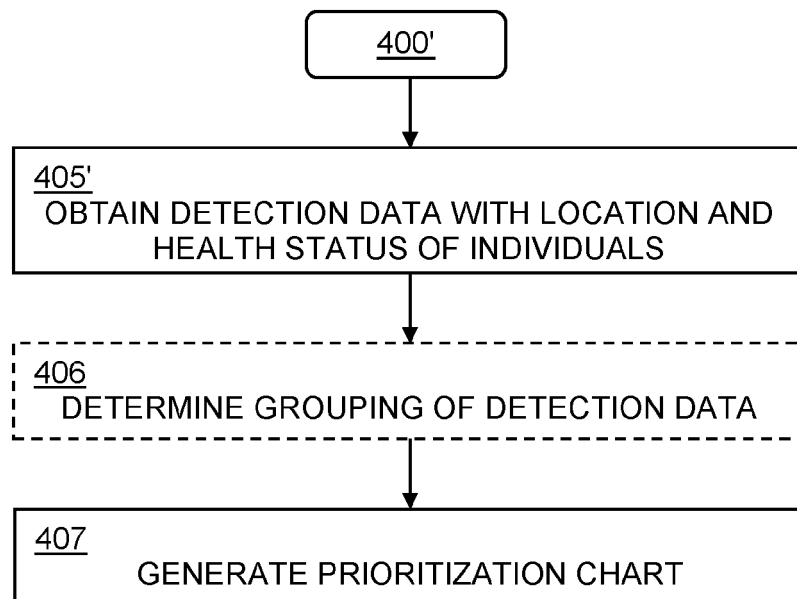 400'
405'
OBTAIN DETECTION DATA WITH LOCATION AND
HEALTH STATUS OF INDIVIDUALS
406
DETERMINE GROUPING OF DETECTION DATA
407
GENERATE PRIORITIZATION CHART